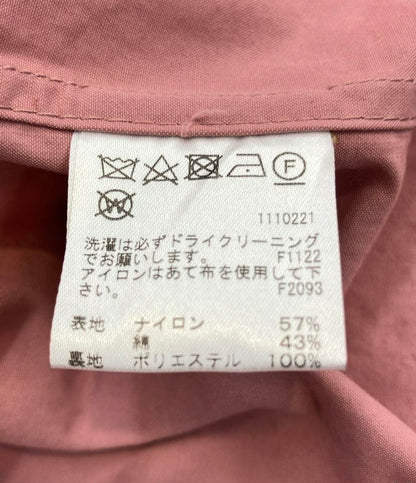 F
W
1110221
洗濯は必ずドライクリーニング
でお願いします。 F1122
アイロンはあて布を使用して下
さい。 F2093
表地 ナイロン 57%
綿 43%
裏地 ポリエステル 100%